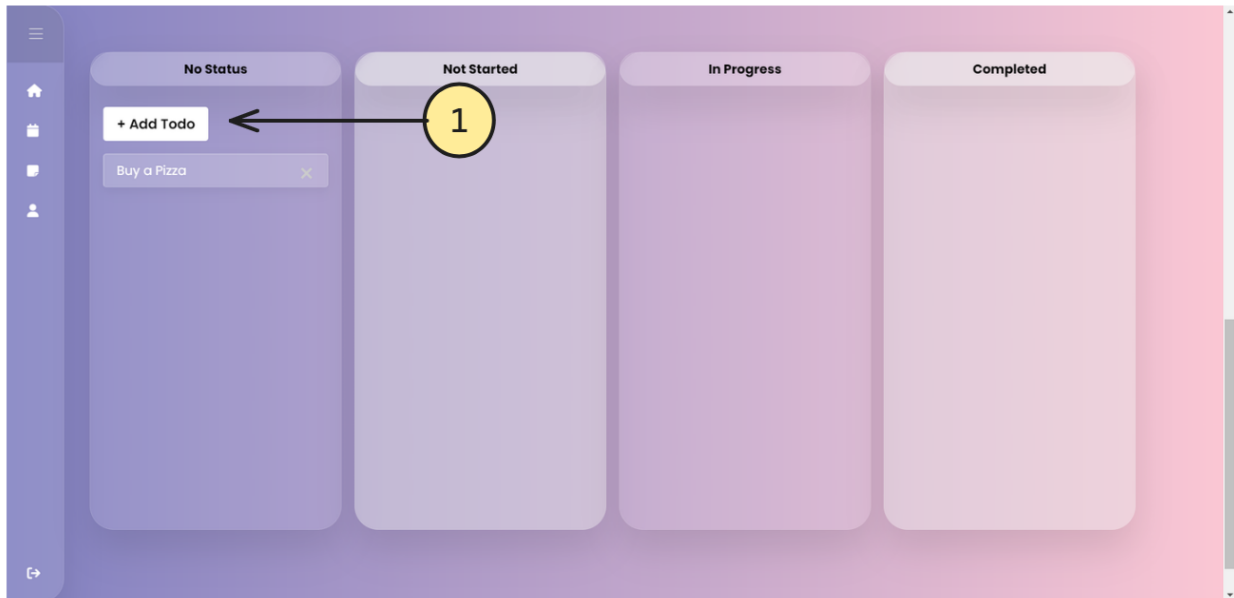 No Status
Not Started
In Progress
Completed
+ Add Todo
1
Buy a Pizza